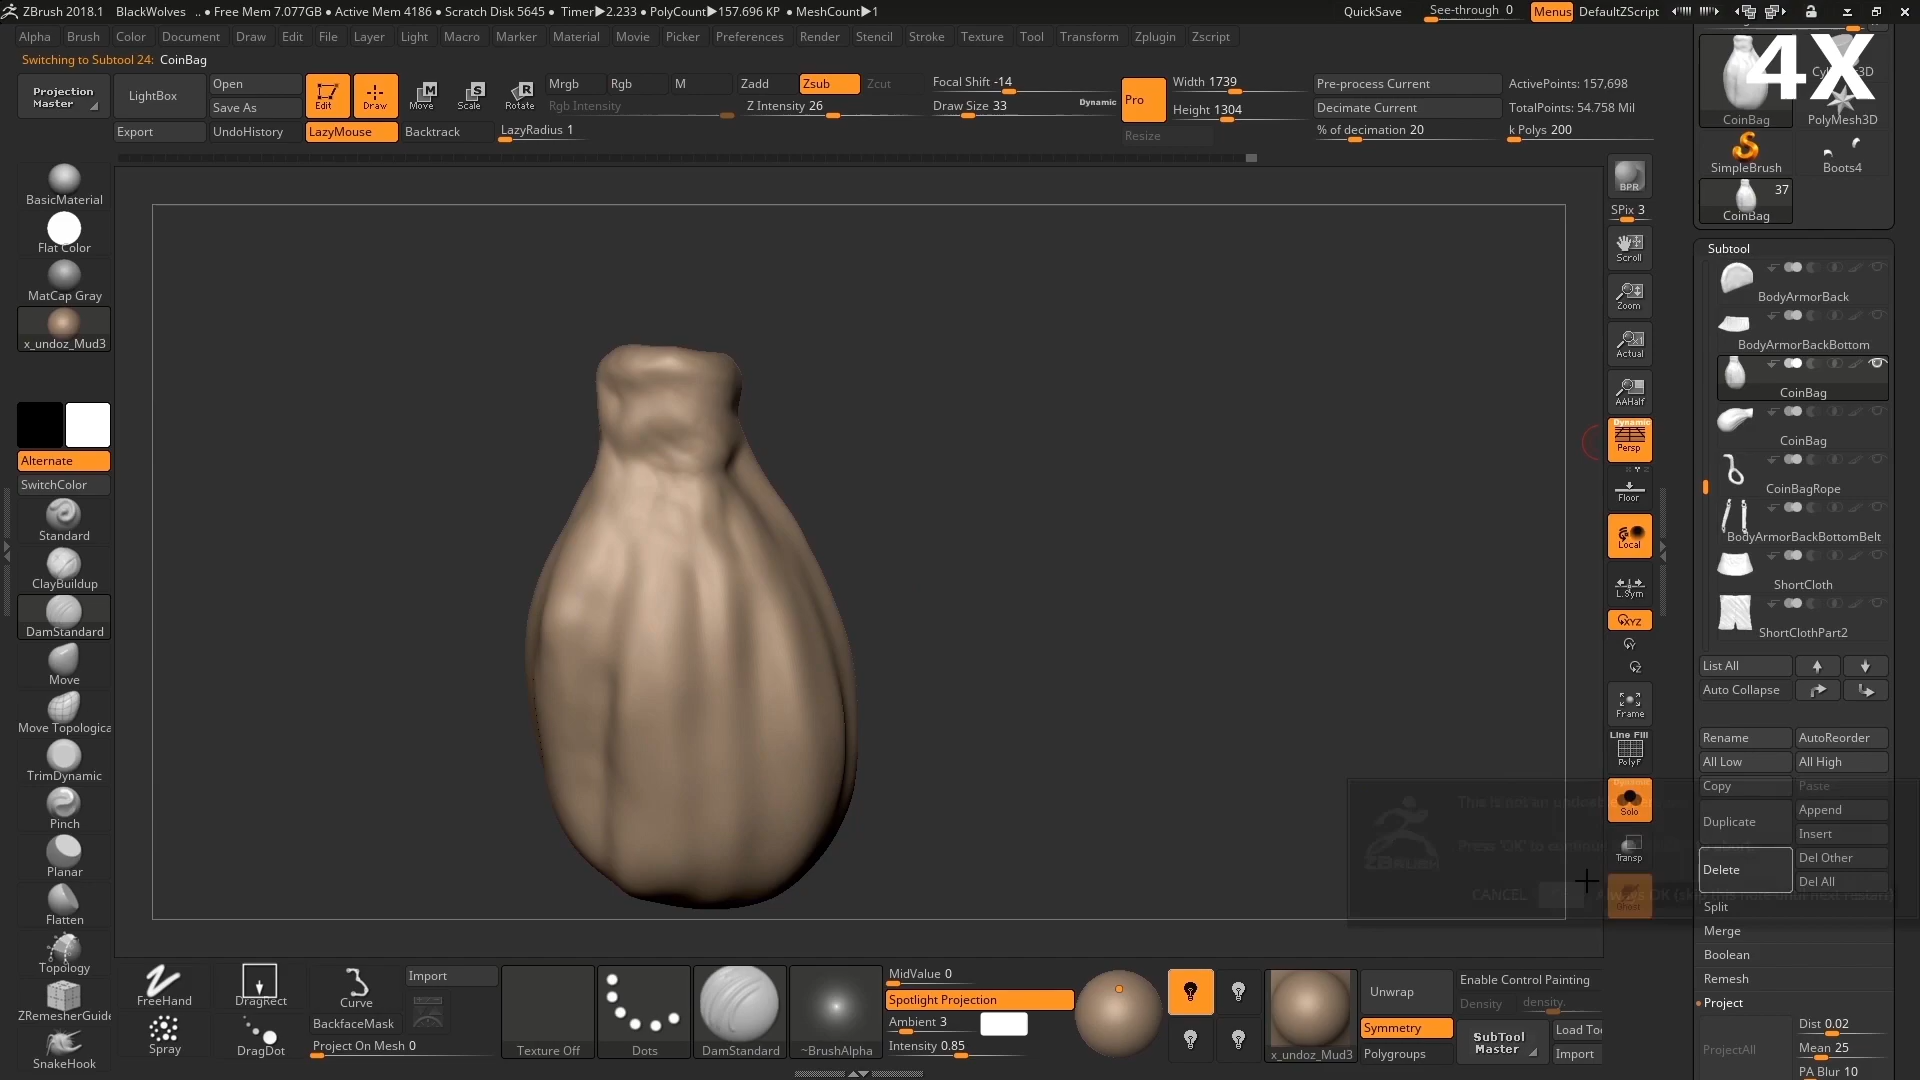 ZBrush 2018.1 BlackWolves .. • Free Mem 7.077GB • Active Mem 4186 • Scratch Disk 5645 • Timer▶2.233 • PolyCount▶157.696 KP • MeshCount▶1 QuickSave See-through 0 Menus DefaultZScript
Alpha Brush Color Document Draw Edit File Layer Light Macro Marker Material Movie Picker Preferences Render Stencil Stroke Texture Tool Transform Zplugin Zscript
Switching to Subtool 24: CoinBag
Projection Master
LightBox
Open
Save As
Export
UndoHistory
Edit
Draw
Move
Scale
Rotate
LazyMouse
Backtrack
LazyRadius 1
Mrgb Rgb M
Rgb Intensity
Zadd Zsub Zcut
Z Intensity 26
Focal Shift -14
Draw Size 33
Dynamic
Pro
Width 1739
Height 1304
Resize
Pre-process Current
Decimate Current
% of decimation 20
ActivePoints: 157,698
TotalPoints: 54.758 Mil
k Polys 200
4X
CoinBag
PolyMesh3D
SimpleBrush
Boots4
37
CoinBag
BasicMaterial
Flat Color
MatCap Gray
x_undoz_Mud3
Alternate
SwitchColor
Standard
ClayBuildup
DamStandard
Move
Move Topologica
TrimDynamic
Pinch
Planar
Flatten
Topology
ZRemesherGuide
SnakeHook
BPR
SPix 3
Scroll
Zoom
Actual
AAHalf
Dynamic
Persp
Floor
Local
L.Sym
XYZ
Frame
Line Fill
PolyF
Dynamic
Solo
Transp
Ghost
Subtool
BodyArmorBack
BodyArmorBackBottom
CoinBag
CoinBag
CoinBagRope
BodyArmorBackBottomBelt
ShortCloth
ShortClothPart2
List All
Auto Collapse
Rename AutoReorder
All Low All High
Copy Paste
Duplicate
Append
Insert
Delete
Del Other
Del All
Split
Merge
Boolean
Remesh
Project
ProjectAll
Dist 0.02
Mean 25
PA Blur 10
ZBRUSH
CANCEL
FreeHand
DragRect
Curve
Import
BackfaceMask
Spray
DragDot
Project On Mesh 0
Texture Off
Dots
DamStandard
~BrushAlpha
MidValue 0
Spotlight Projection
Ambient 3
Intensity 0.85
x_undoz_Mud3
Unwrap
Symmetry
Polygroups
Enable Control Painting
Density density.
SubTool Master
Load Too
Import